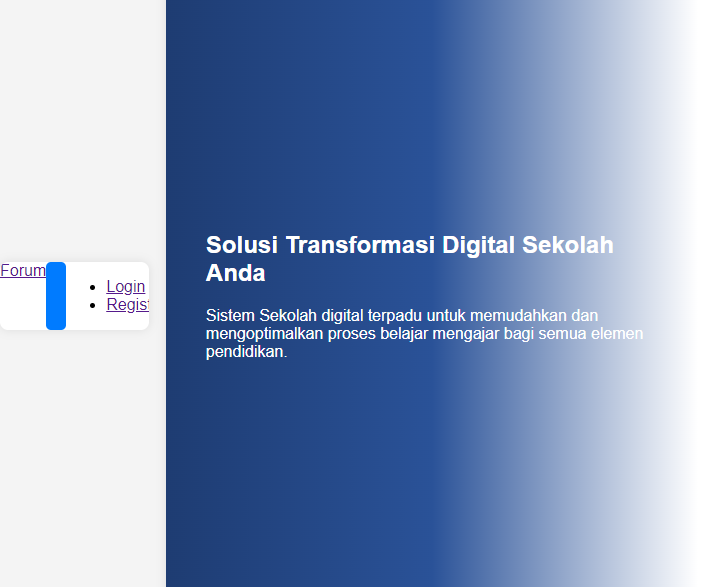 Forum
Login
Regist
Solusi Transformasi Digital Sekolah
Anda
Sistem Sekolah digital terpadu untuk memudahkan dan
mengoptimalkan proses belajar mengajar bagi semua elemen
pendidikan.